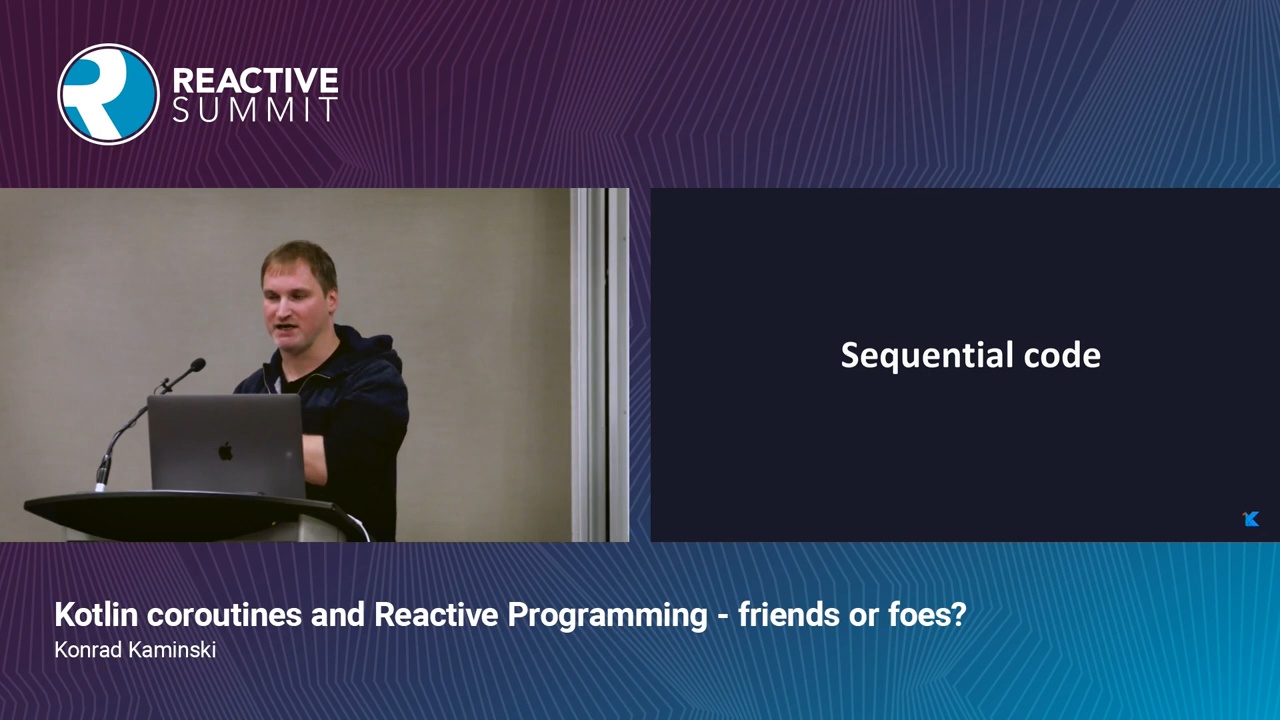 REACTIVE
SUMMIT
Sequential code
Kotlin coroutines and Reactive Programming - friends or foes?
Konrad Kaminski